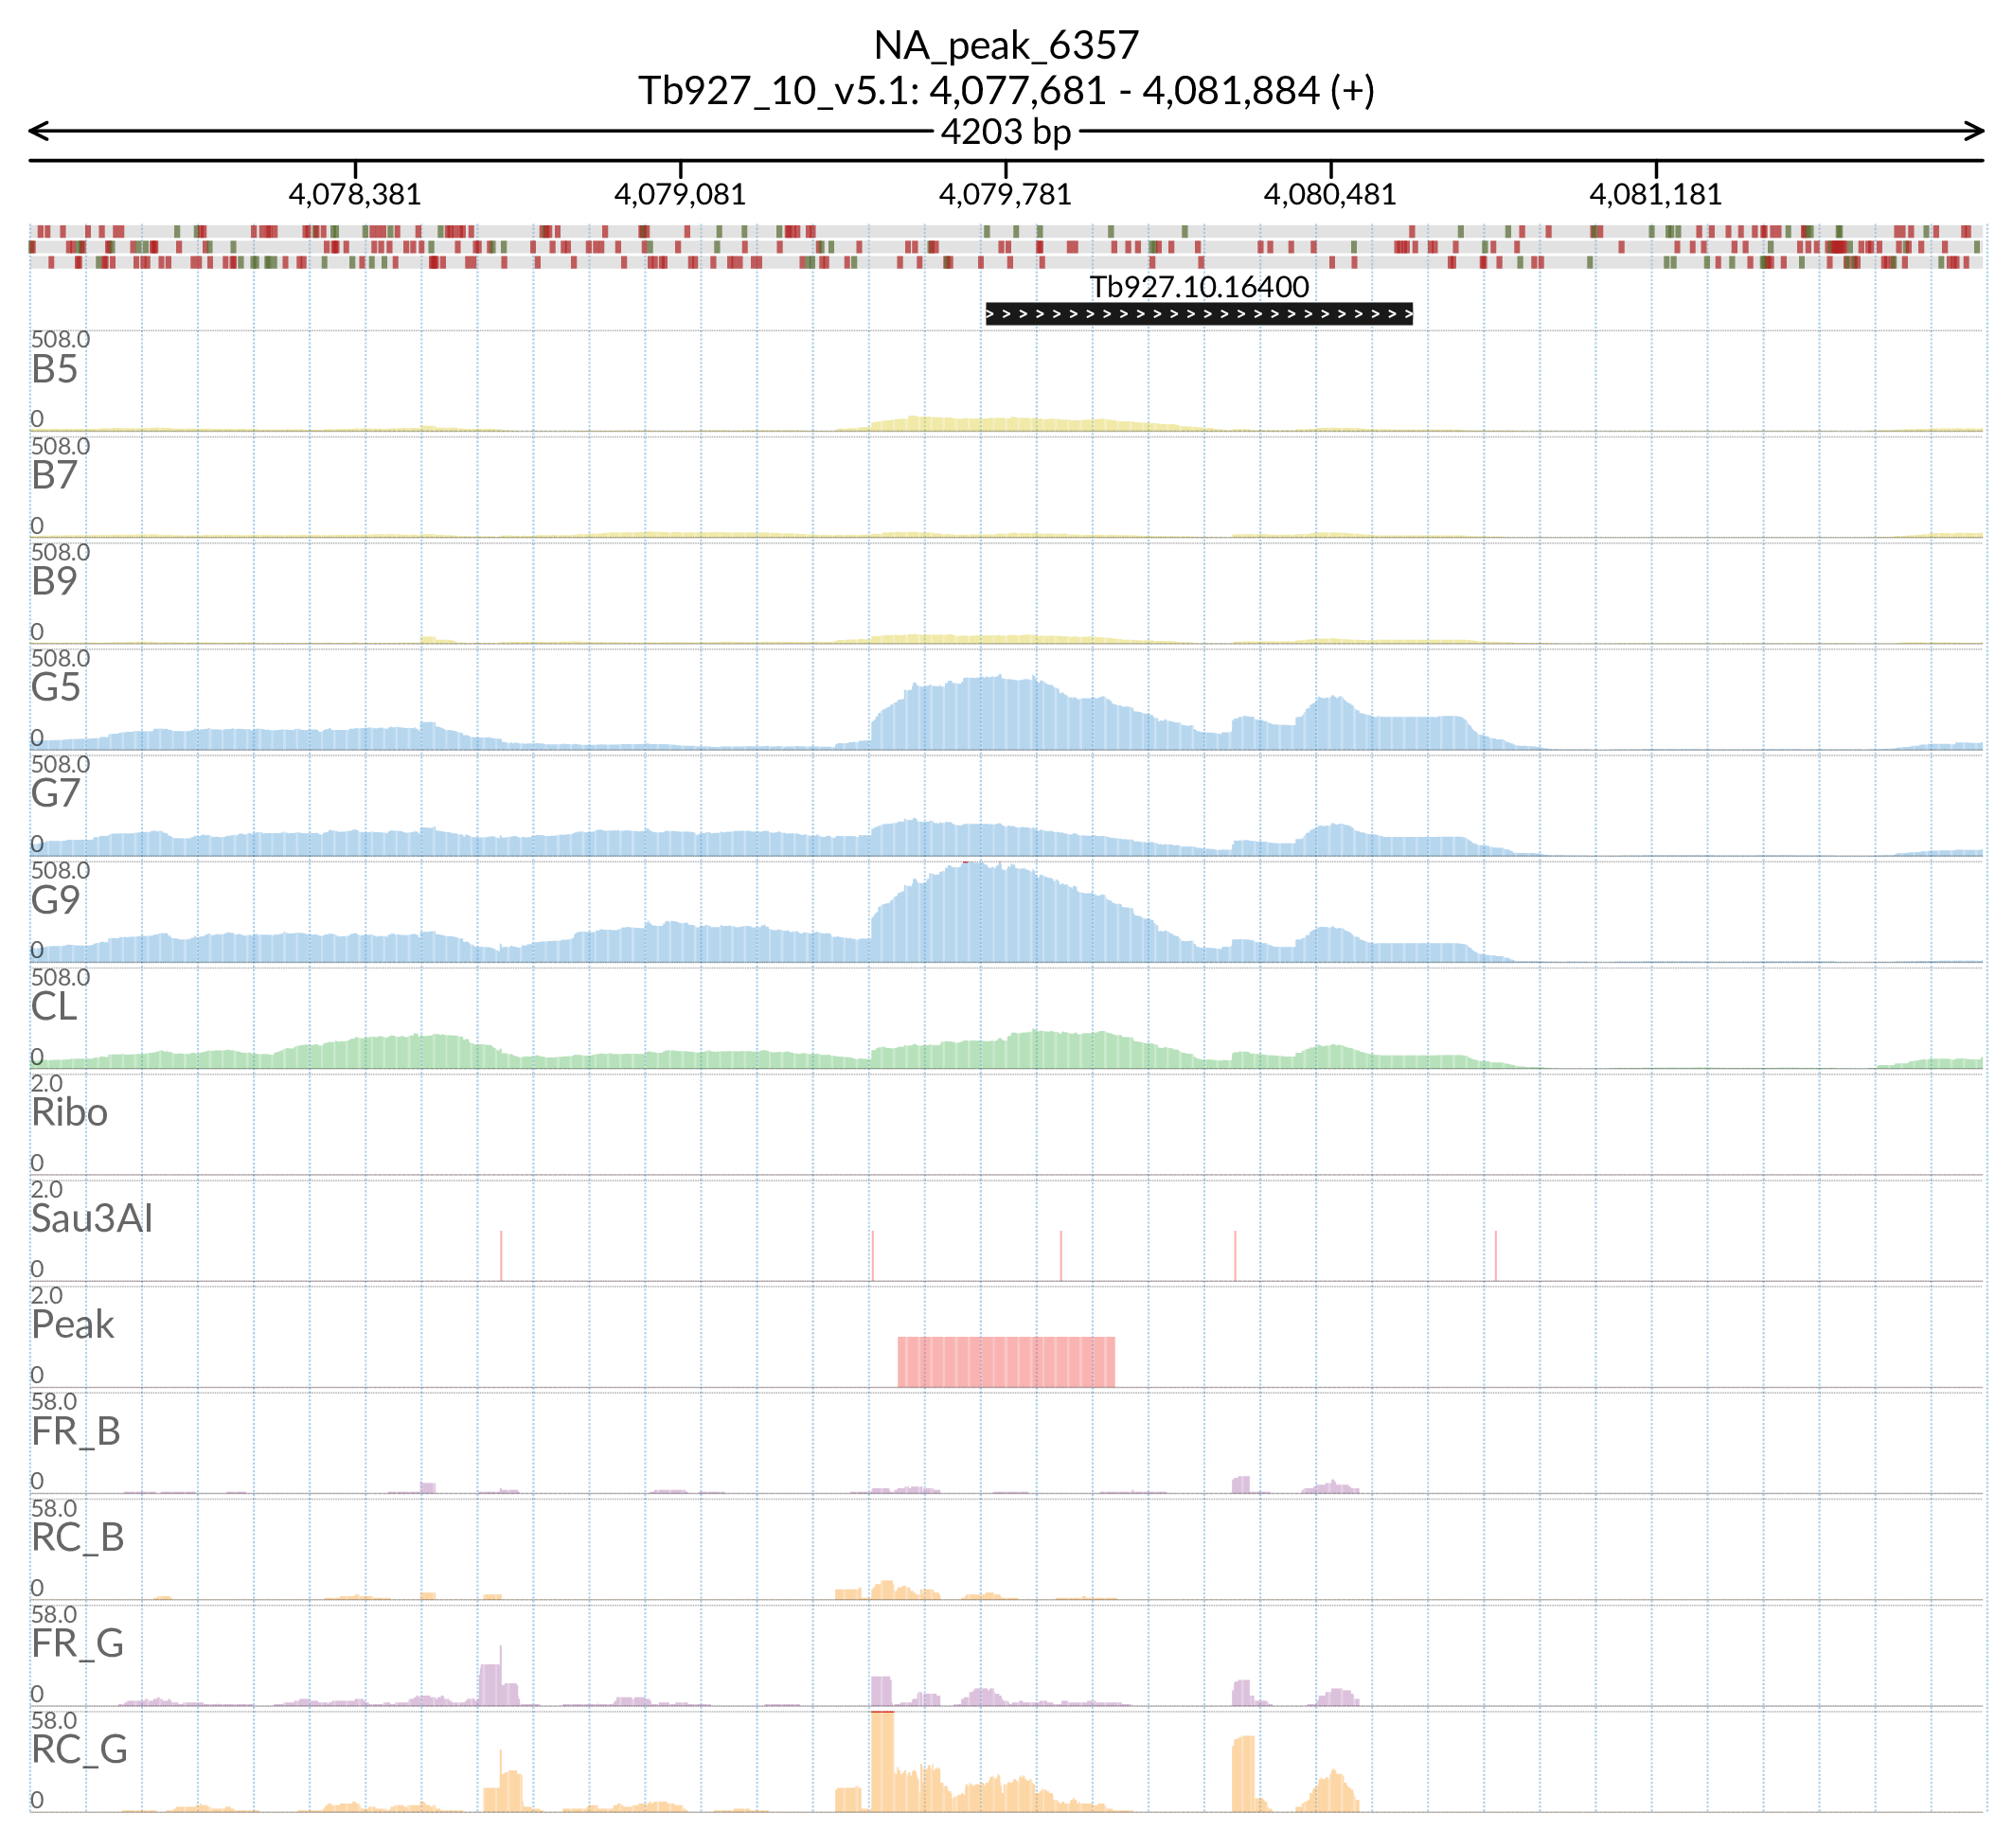 NA_peak_6357
Tb927_10_v5.1: 4,077,681 - 4,081,884 (+)
4203 bp
4,078,381 4,079,081 4,079,781 4,080,481 4,081,181
Tb927.10.16400
508.0
B5
0
508.0
B7
0
508.0
B9
0
508.0
G5
0
508.0
G7
0
508.0
G9
0
508.0
CL
0
2.0
Ribo
0
2.0
Sau3AI
0
2.0
Peak
0
58.0
FR_B
0
58.0
RC_B
0
58.0
FR_G
0
58.0
RC_G
0